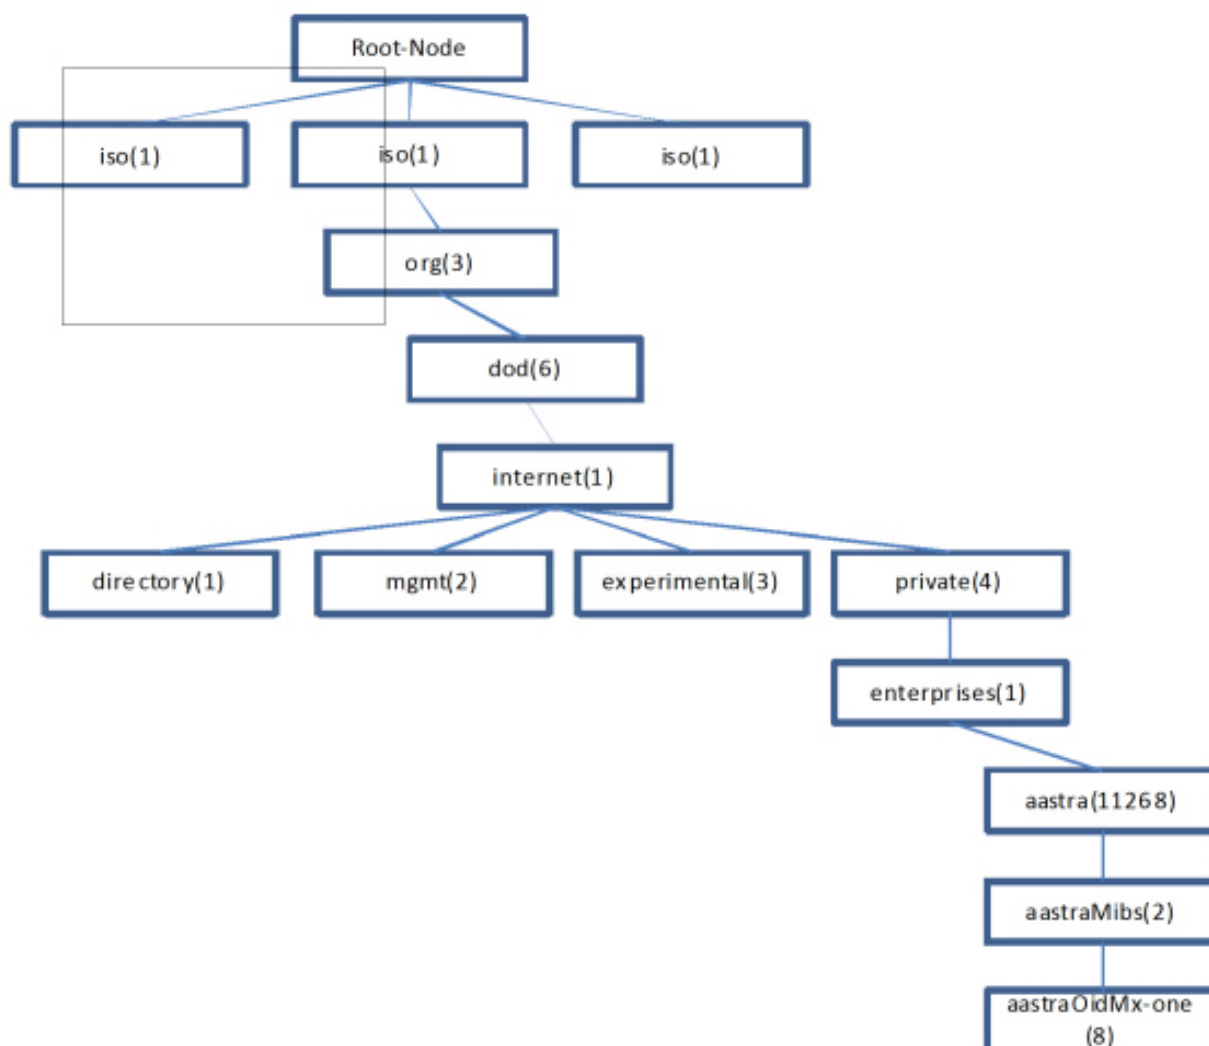 Root-Node
iso(1)
iso(1)
iso(1)
org(3)
dod(6)
internet(1)
directory(1)
mgmt(2)
experimental(3)
private(4)
enterprises(1)
aastra(11268)
aastraMibs(2)
aastraOidMx-one
(8)